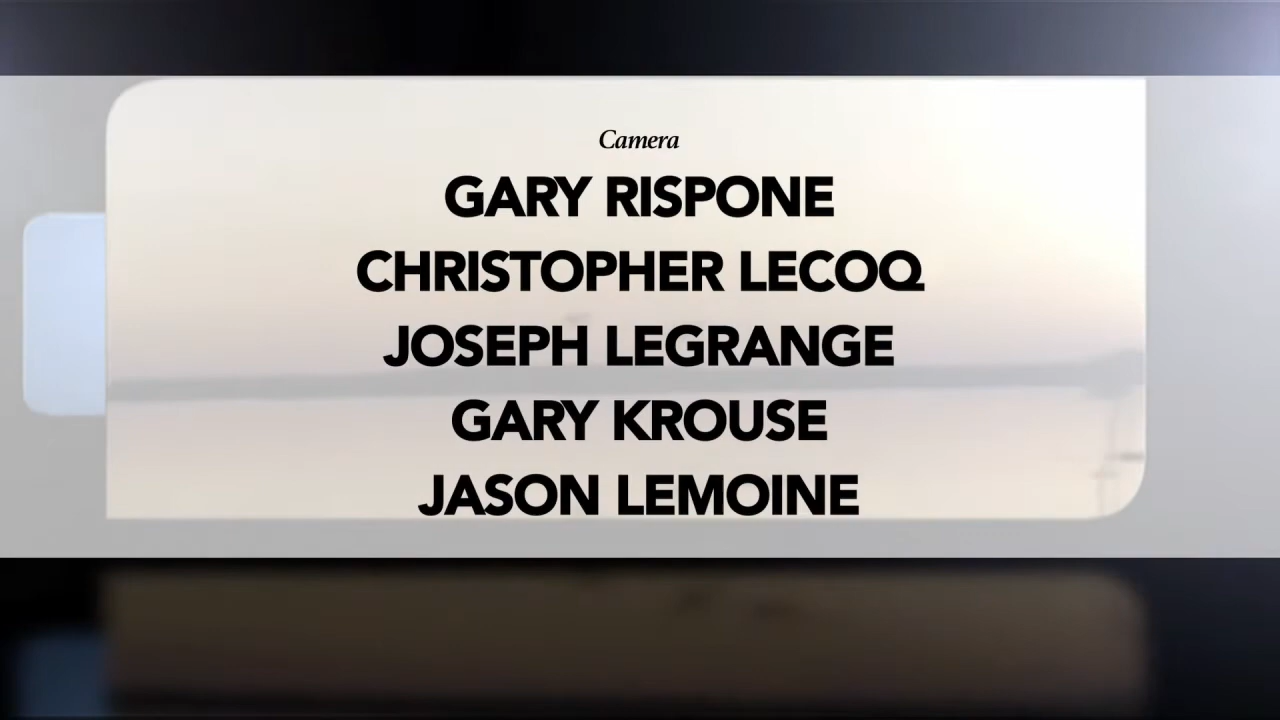 Camera
GARY RISPONE
CHRISTOPHER LECOQ
JOSEPH LEGRANGE
GARY KROUSE
JASON LEMOINE